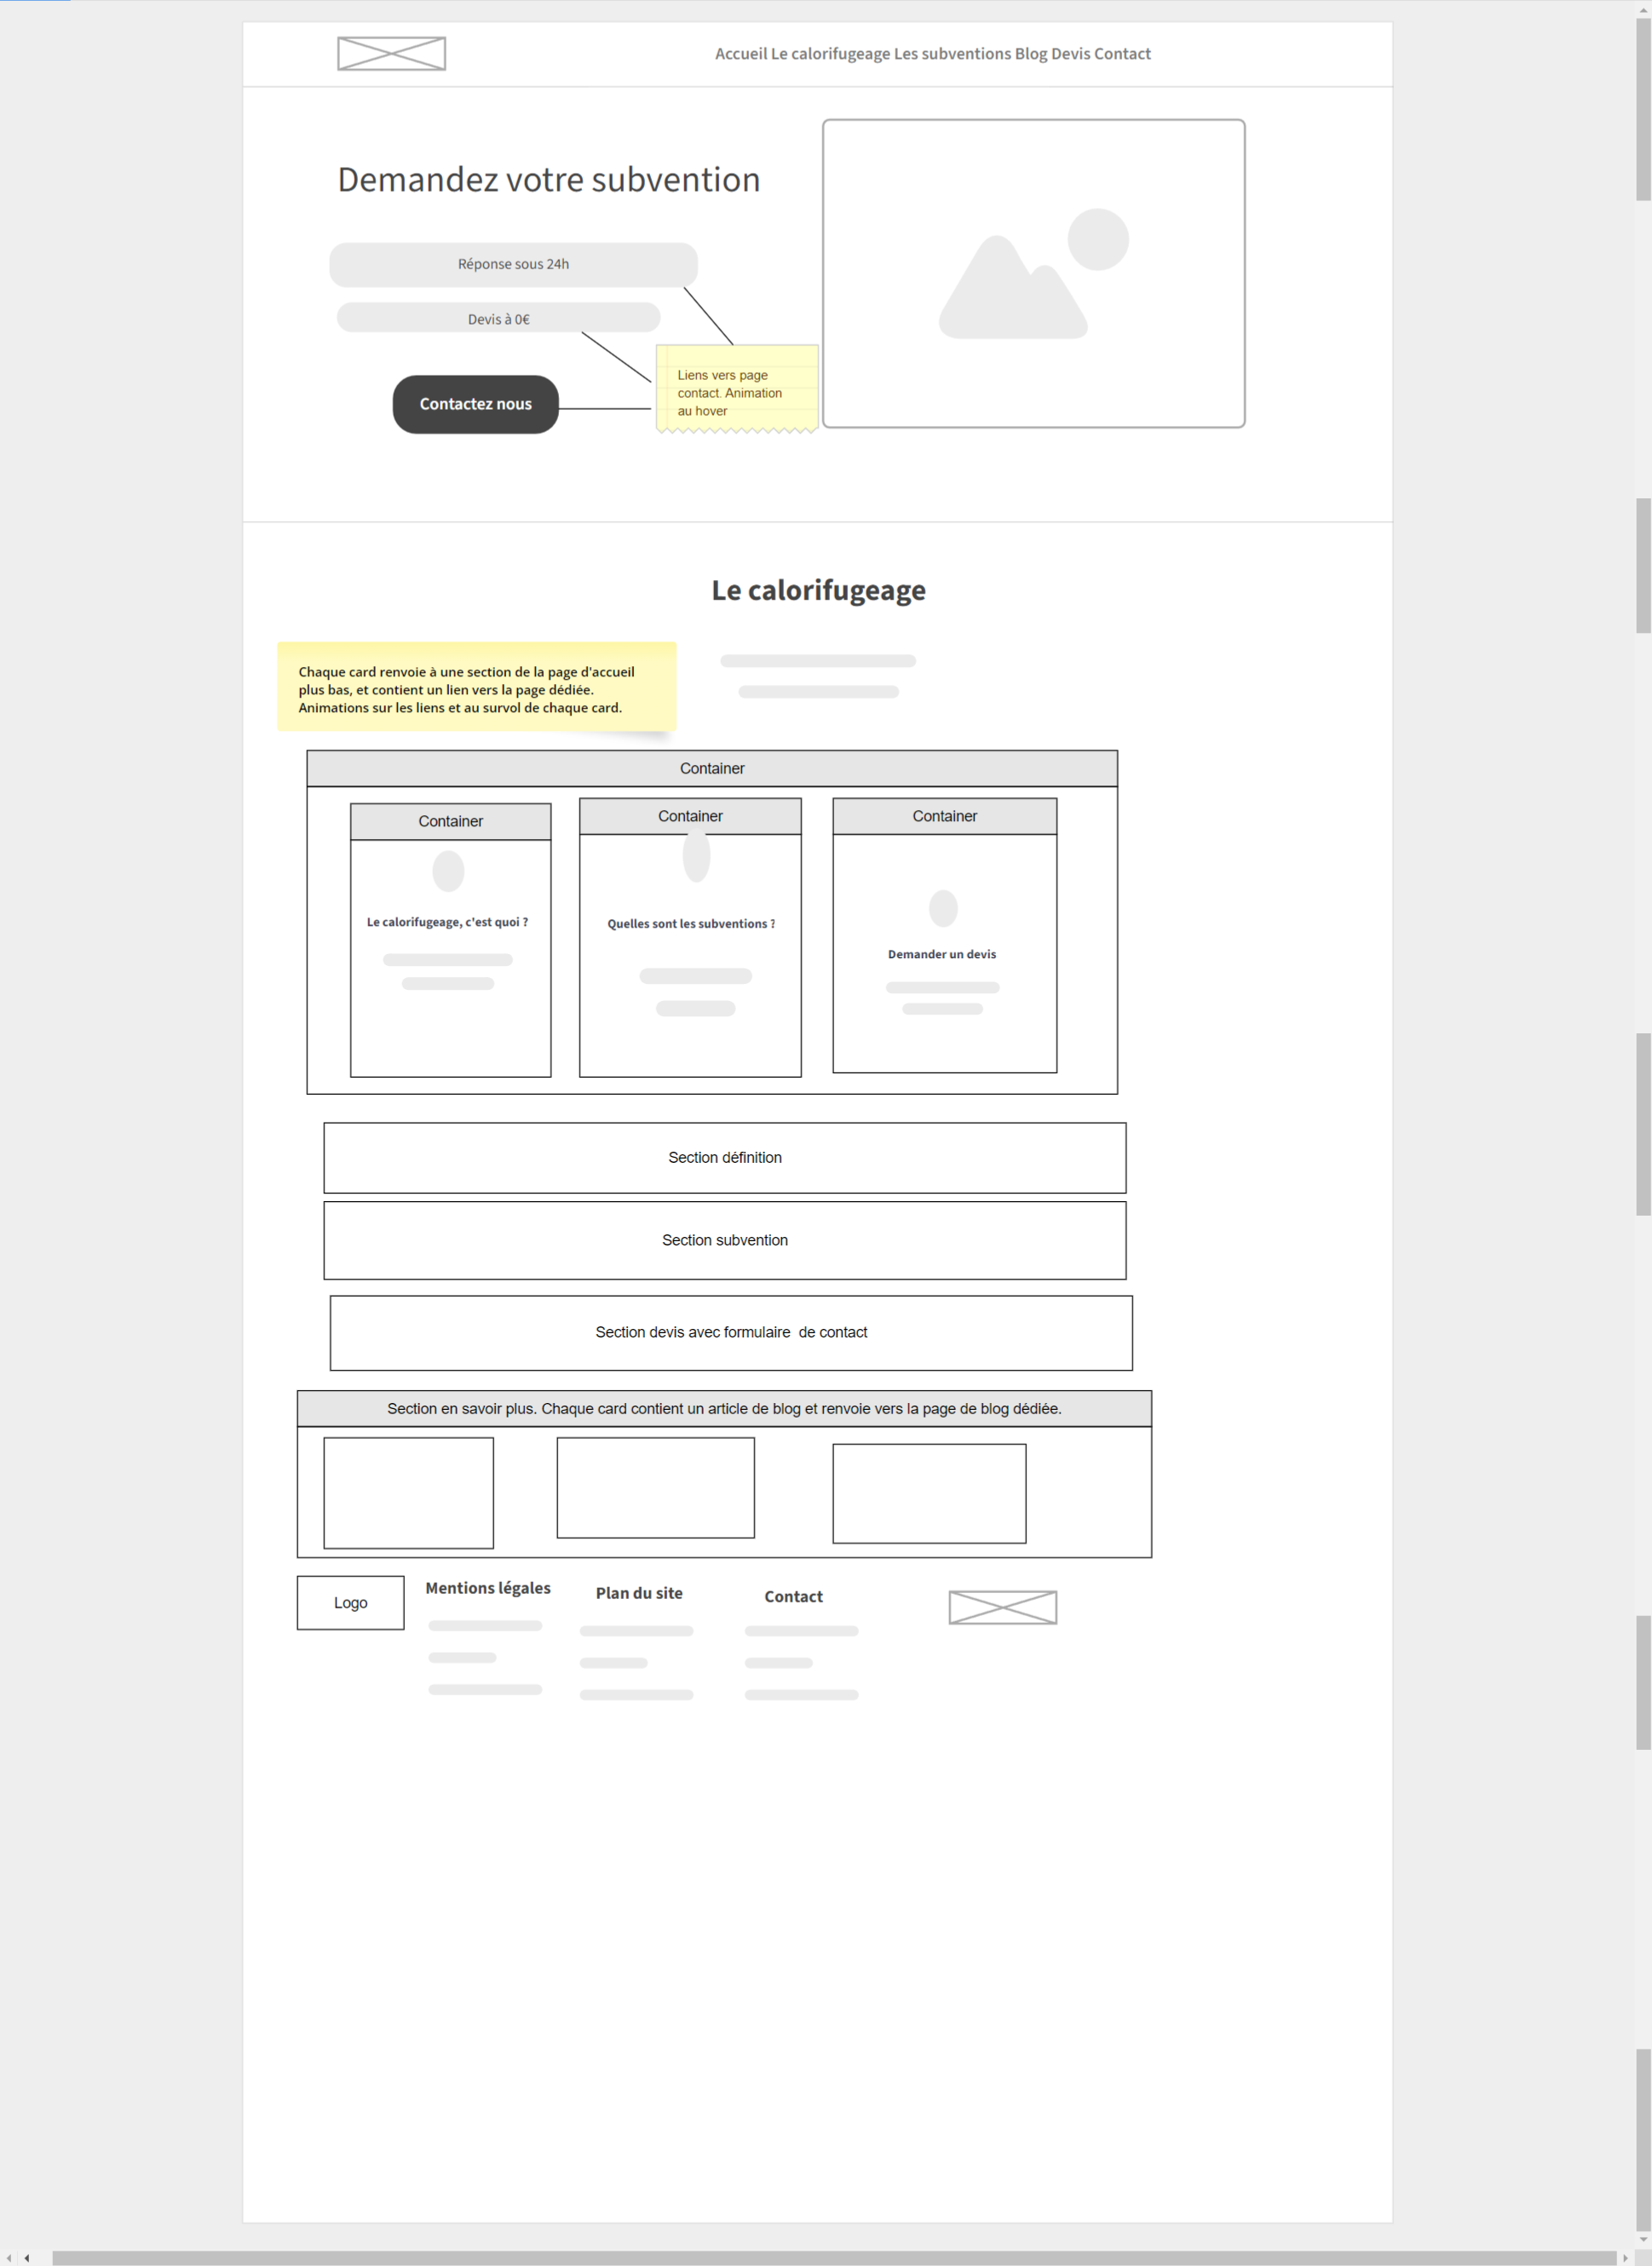 Accueil Le calorifugeage Les subventions Blog Devis Contact
Demandez votre subvention
Réponse sous 24h
Devis à 0€
Contactez nous
Liens vers page
contact. Animation
au hover
Le calorifugeage
Chaque card renvoie à une section de la page d'accueil
plus bas, et contient un lien vers la page dédiée.
Animations sur les liens et au survol de chaque card.
Container
Container
Container
Container
Le calorifugeage, c'est quoi ?
Quelles sont les subventions ?
Demander un devis
Section définition
Section subvention
Section devis avec formulaire  de contact
Section en savoir plus. Chaque card contient un article de blog et renvoie vers la page de blog dédiée.
Logo
Mentions légales
Plan du site
Contact